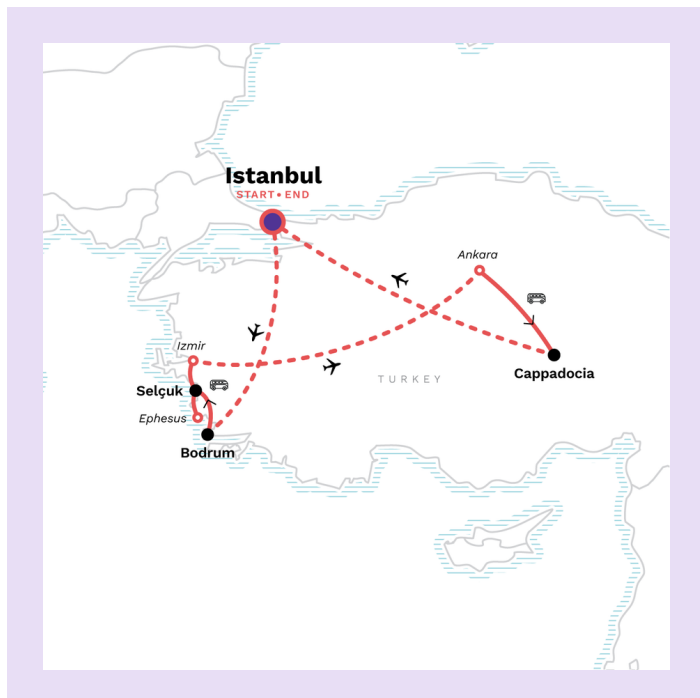 Istanbul
START • END
Ankara
Izmir
Cappadocia
TURKEY
Selçuk
Ephesus
Bodrum